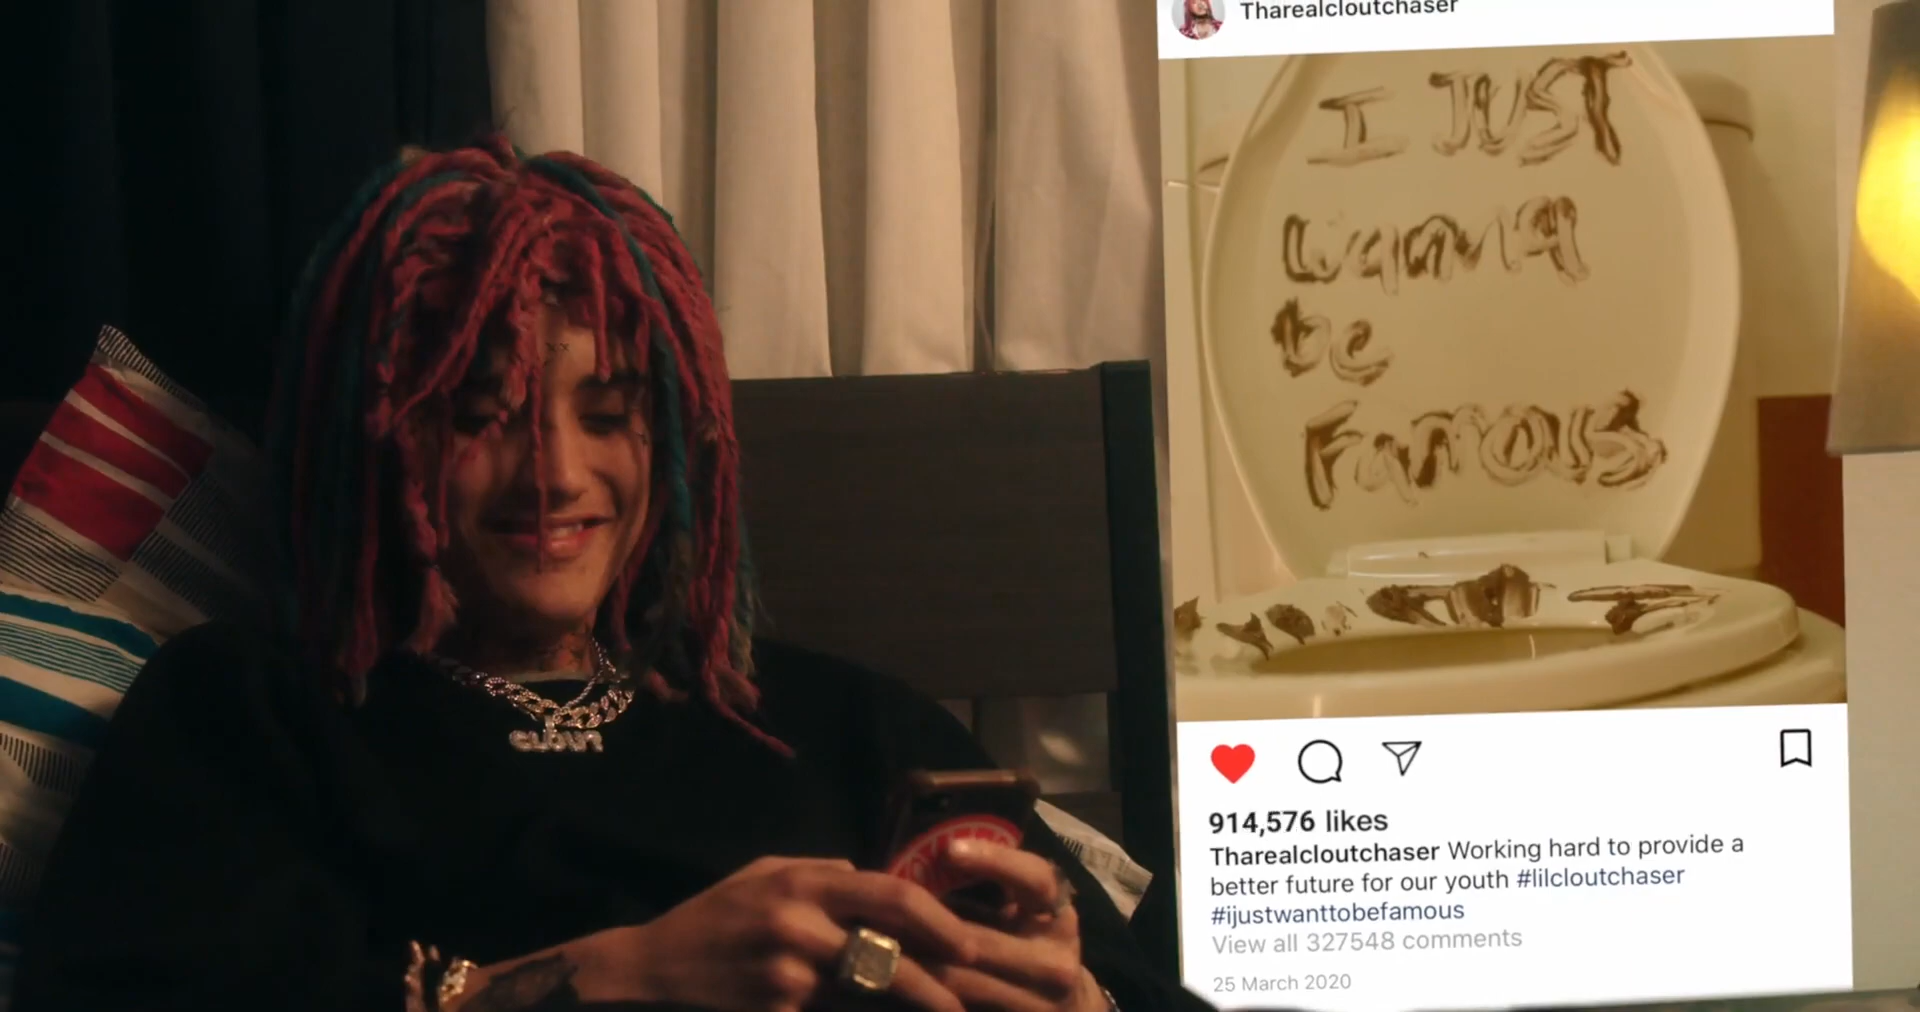 Tharealcloutchaser
I JUST
Wanna
be
Famous
914,576 likes
Tharealcloutchaser Working hard to provide a
better future for our youth #lilcloutchaser
#ijustwanttobefamous
View all 327548 comments
25 March 2020
CLOUT